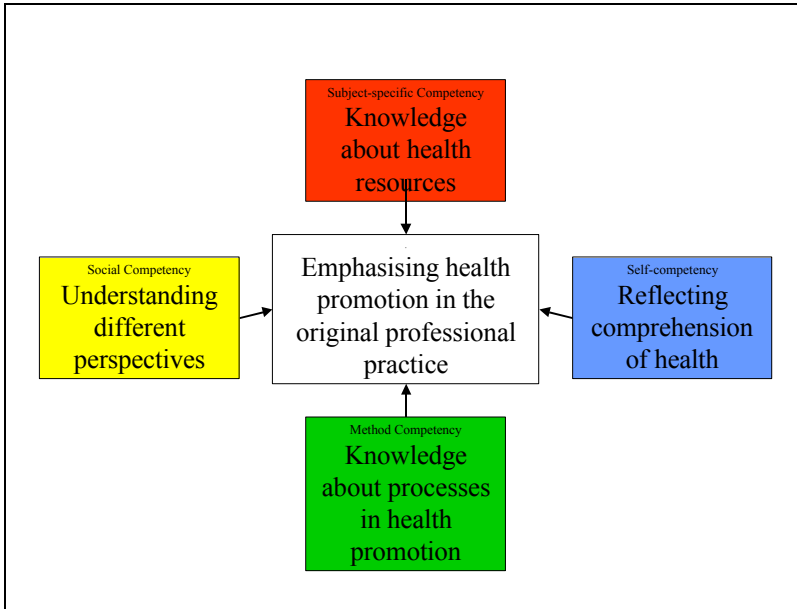 Subject-specific Competency
Knowledge
about health
resources
Social Competency
Understanding
different
perspectives
Emphasising health
promotion in the
original professional
practice
Self-competency
Reflecting
comprehension
of health
Method Competency
Knowledge
about processes
in health
promotion